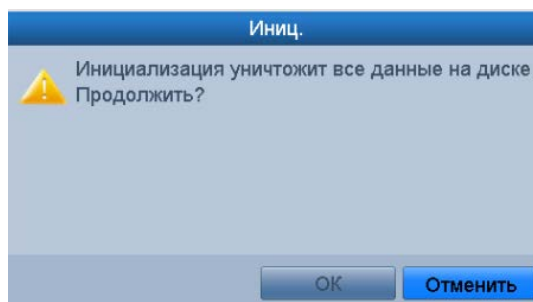 Иниц.
Инициализация уничтожит все данные на диске
Продолжить?
OK
Отменить